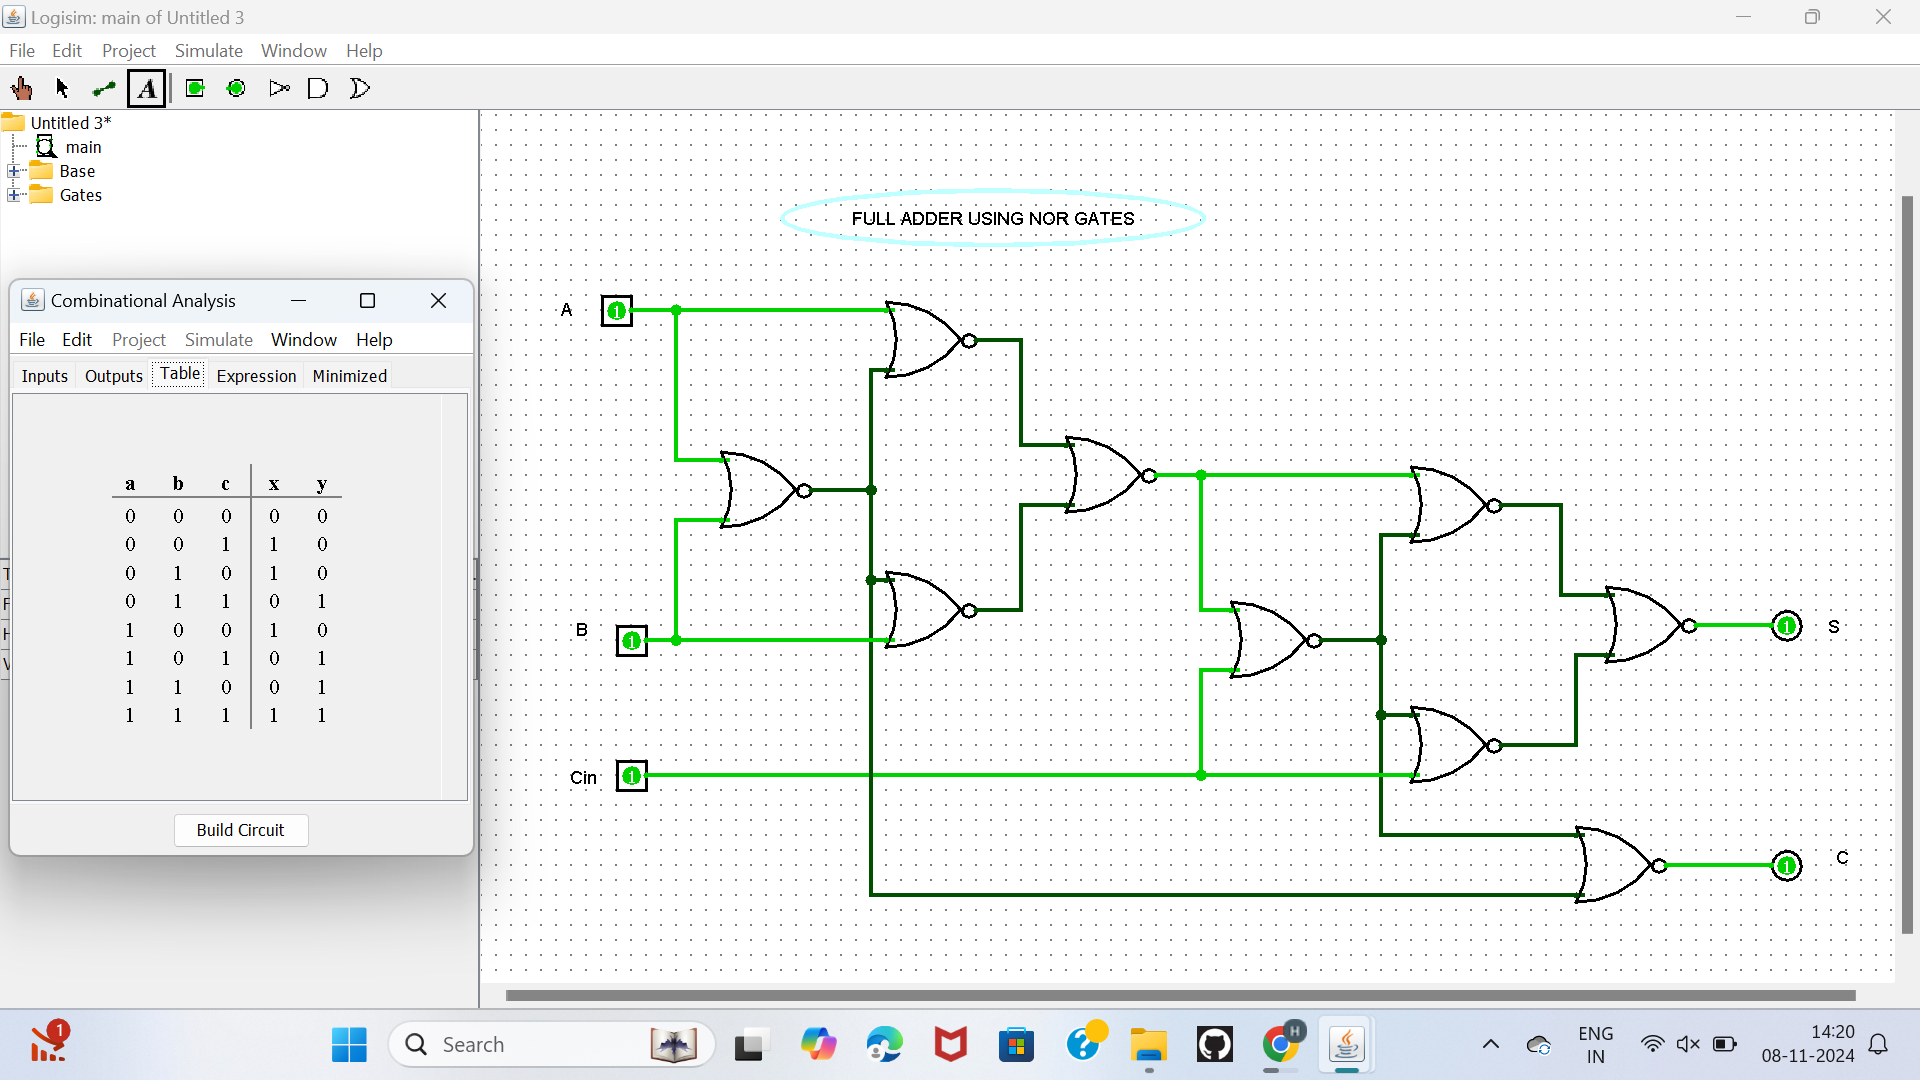 Logisim: main of Untitled 3
File Edit Project Simulate Window Help
A
Untitled 3*
main
Base
Gates
FULL ADDER USING NOR GATES
Combinational Analysis
File Edit Project Simulate Window Help
Inputs Outputs Table Expression Minimized
a b c x y
0 0 0 0 0
0 0 1 1 0
0 1 0 1 0
0 1 1 0 1
1 0 0 1 0
1 0 1 0 1
1 1 0 0 1
1 1 1 1 1
Build Circuit
A 1
B 1
Cin 1
1 S
1 C
1
Search
H
ENG
IN
14:20
08-11-2024